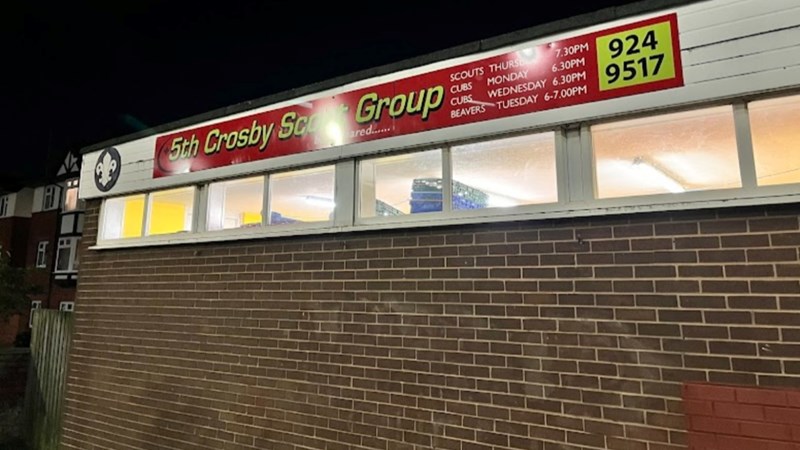 5th Crosby Scout Group
SCOUTS THURSDAY 7.30PM
CUBS MONDAY 6.30PM
CUBS WEDNESDAY 6.30PM
BEAVERS TUESDAY 6-7.00PM
924
9517